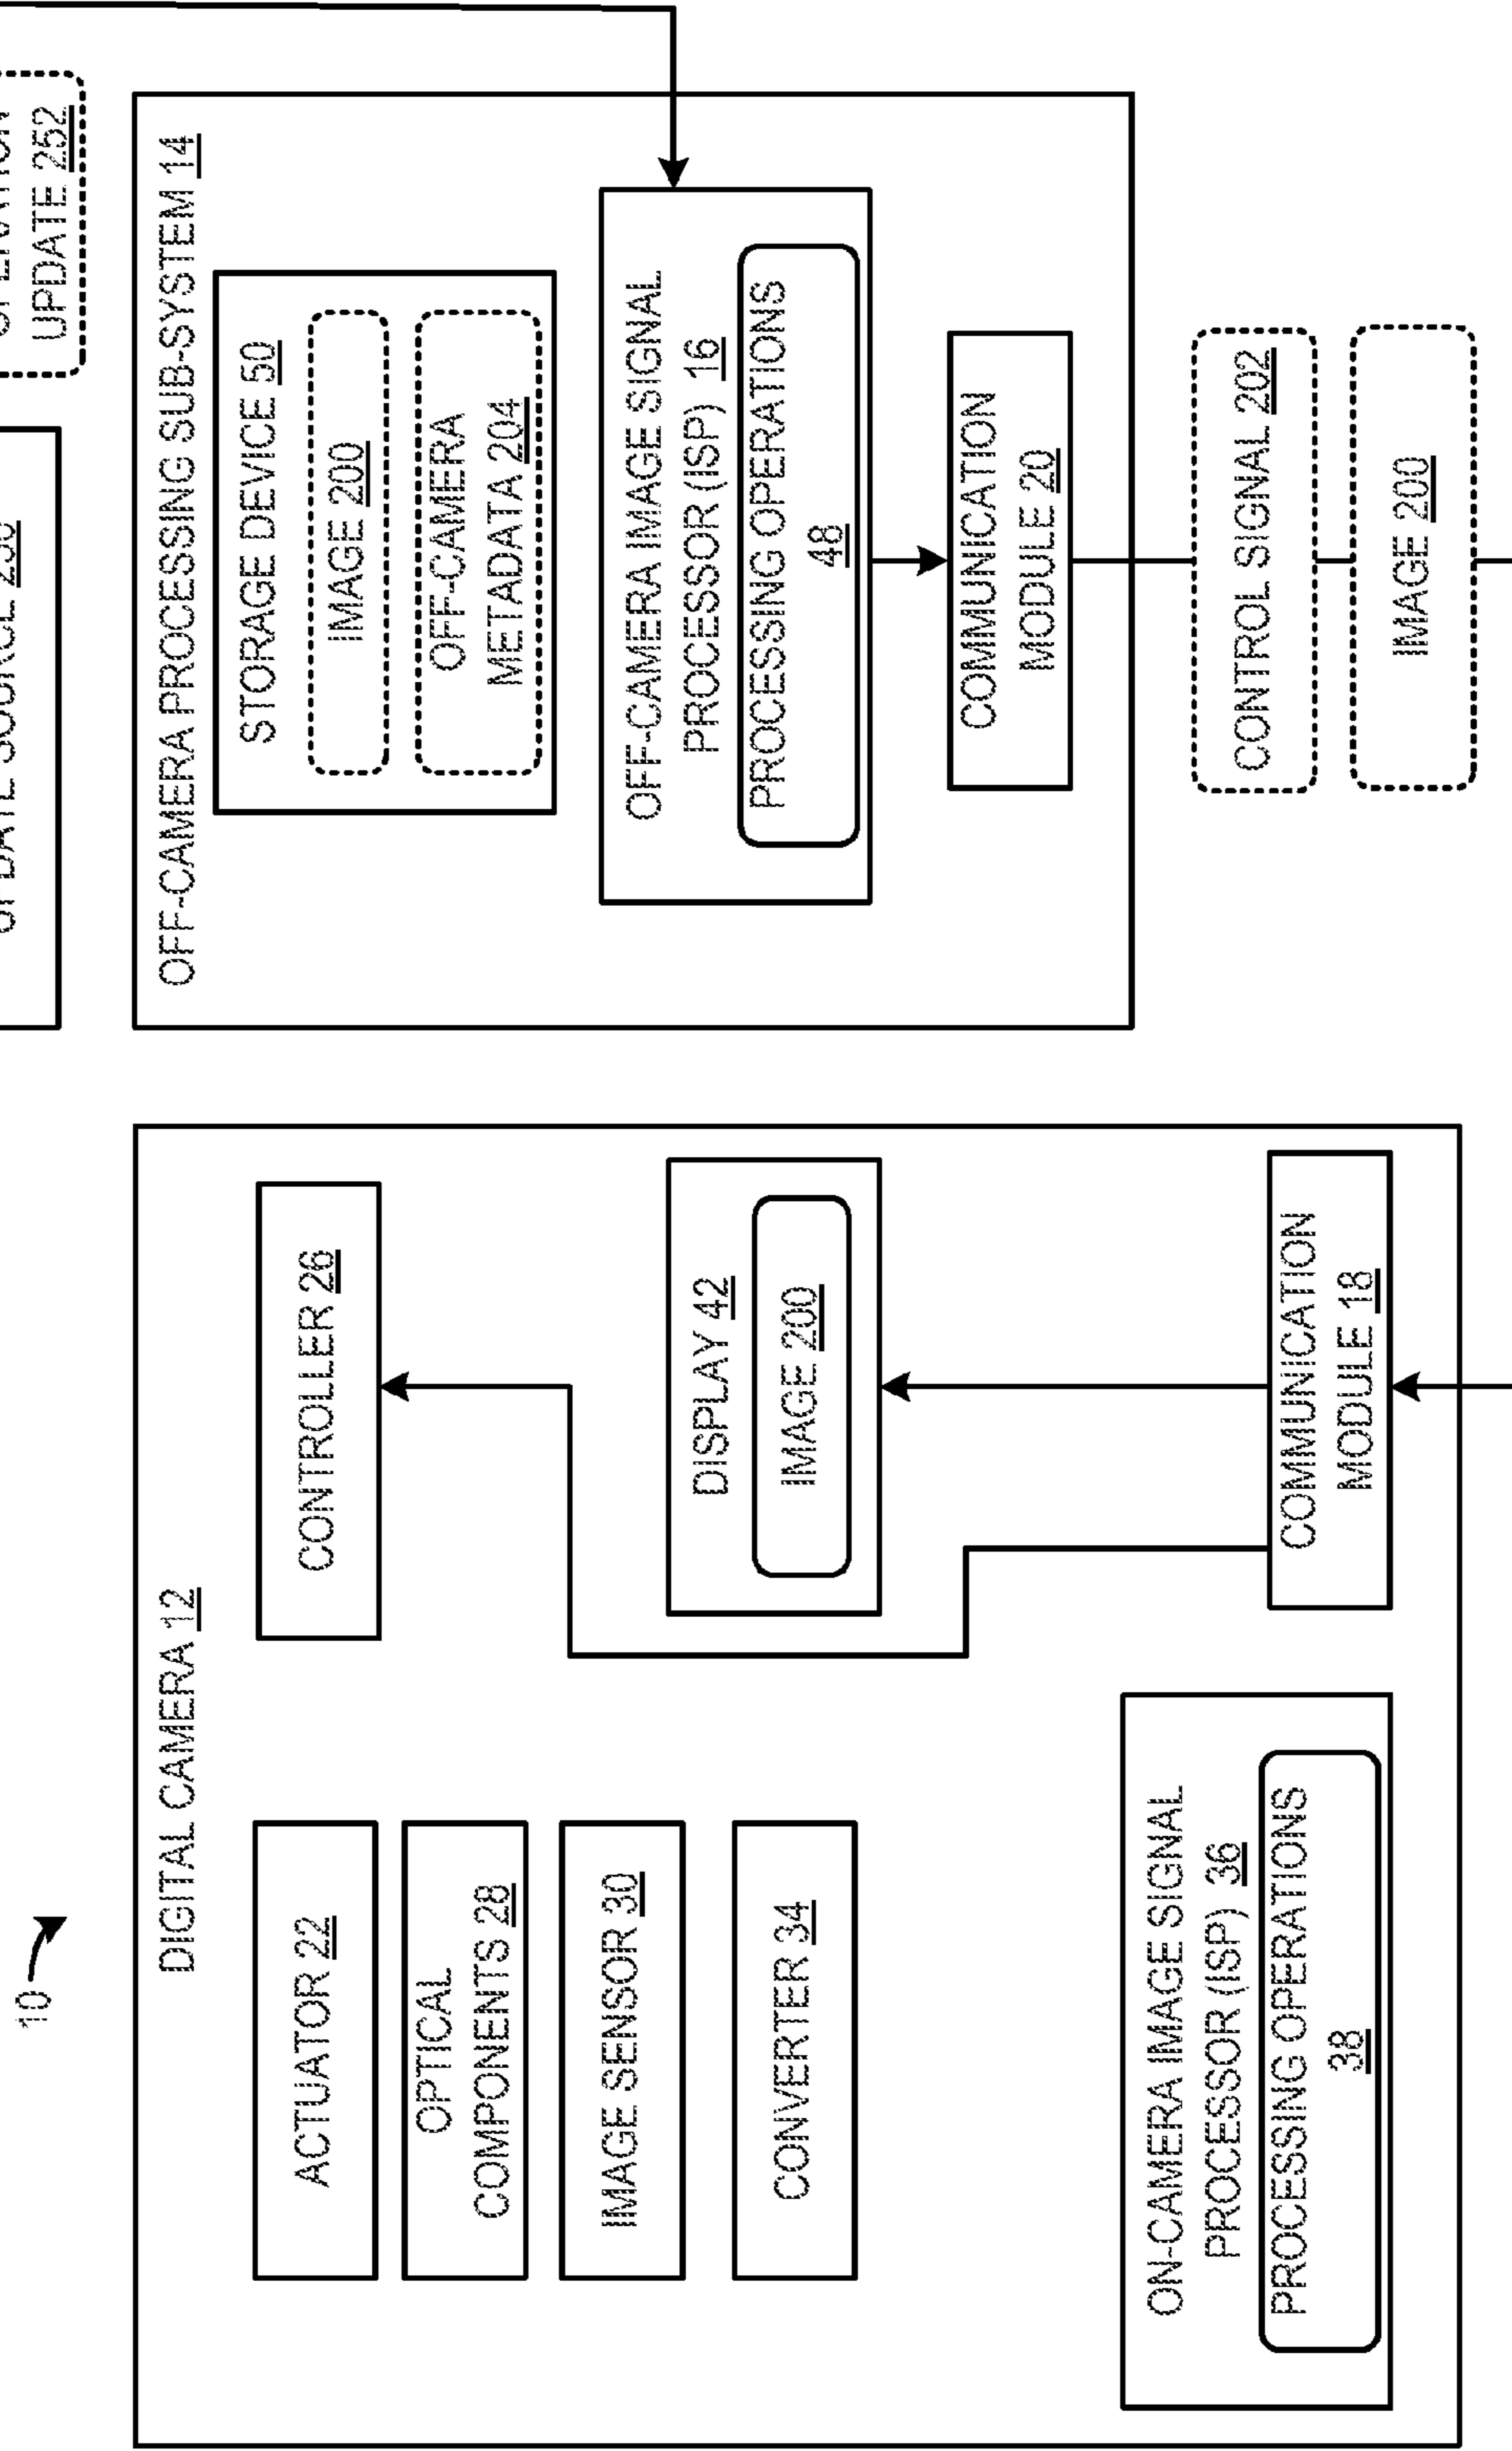 10
DIGITAL CAMERA 12
ACTUATOR 22
OPTICAL
COMPONENTS 28
IMAGE SENSOR 30
CONVERTER 34
ON-CAMERA IMAGE SIGNAL
PROCESSOR (ISP) 36
PROCESSING OPERATIONS
38
CONTROLLER 26
DISPLAY 42
IMAGE 200
COMMUNICATION
MODULE 18
OFF-CAMERA PROCESSING SUB-SYSTEM 14
STORAGE DEVICE 50
IMAGE 200
OFF-CAMERA
METADATA 204
OFF-CAMERA IMAGE SIGNAL
PROCESSOR (ISP) 16
PROCESSING OPERATIONS
48
COMMUNICATION
MODULE 20
CONTROL SIGNAL 202
IMAGE 200
UPDATE SOURCE
OPERATION
UPDATE 252